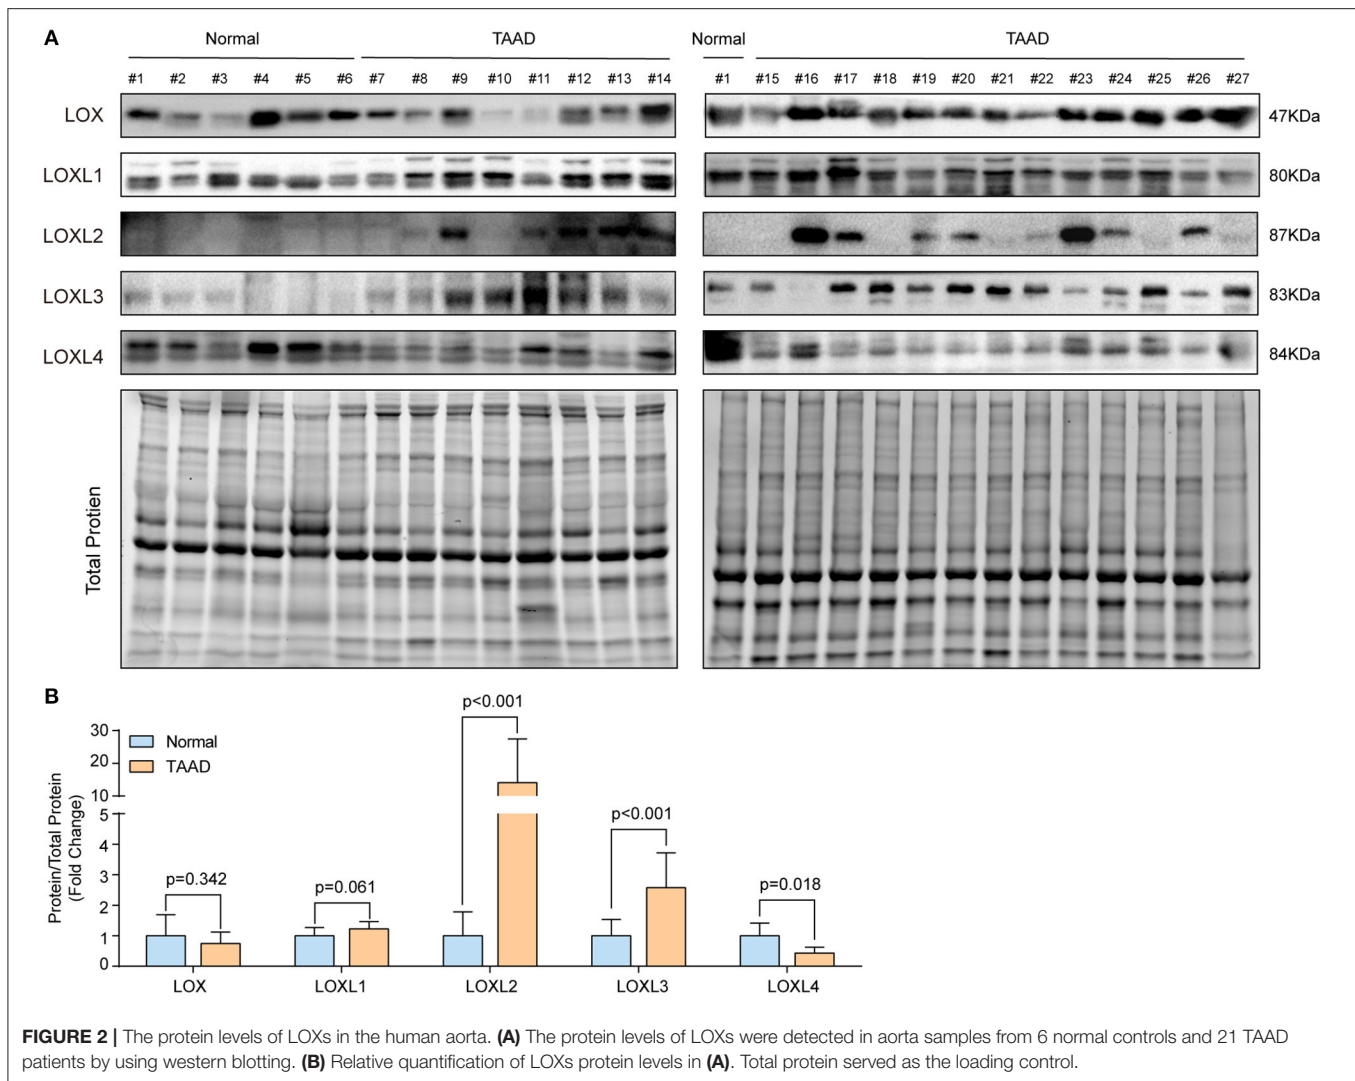 A
Normal TAAD Normal TAAD
#1 #2 #3 #4 #5 #6 #7 #8 #9 #10 #11 #12 #13 #14 #1 #15 #16 #17 #18 #19 #20 #21 #22 #23 #24 #25 #26 #27
LOX 47KDa
LOXL1 80KDa
LOXL2 87KDa
LOXL3 83KDa
LOXL4 84KDa
Total Protien
B
Protein/Total Protein
(Fold Change)
30
20
10
5
4
3
2
1
0
Normal
TAAD
p=0.342
p=0.061
p<0.001
p<0.001
p=0.018
LOX LOXL1 LOXL2 LOXL3 LOXL4
FIGURE 2 | The protein levels of LOXs in the human aorta. (A) The protein levels of LOXs were detected in aorta samples from 6 normal controls and 21 TAAD
patients by using western blotting. (B) Relative quantification of LOXs protein levels in (A). Total protein served as the loading control.